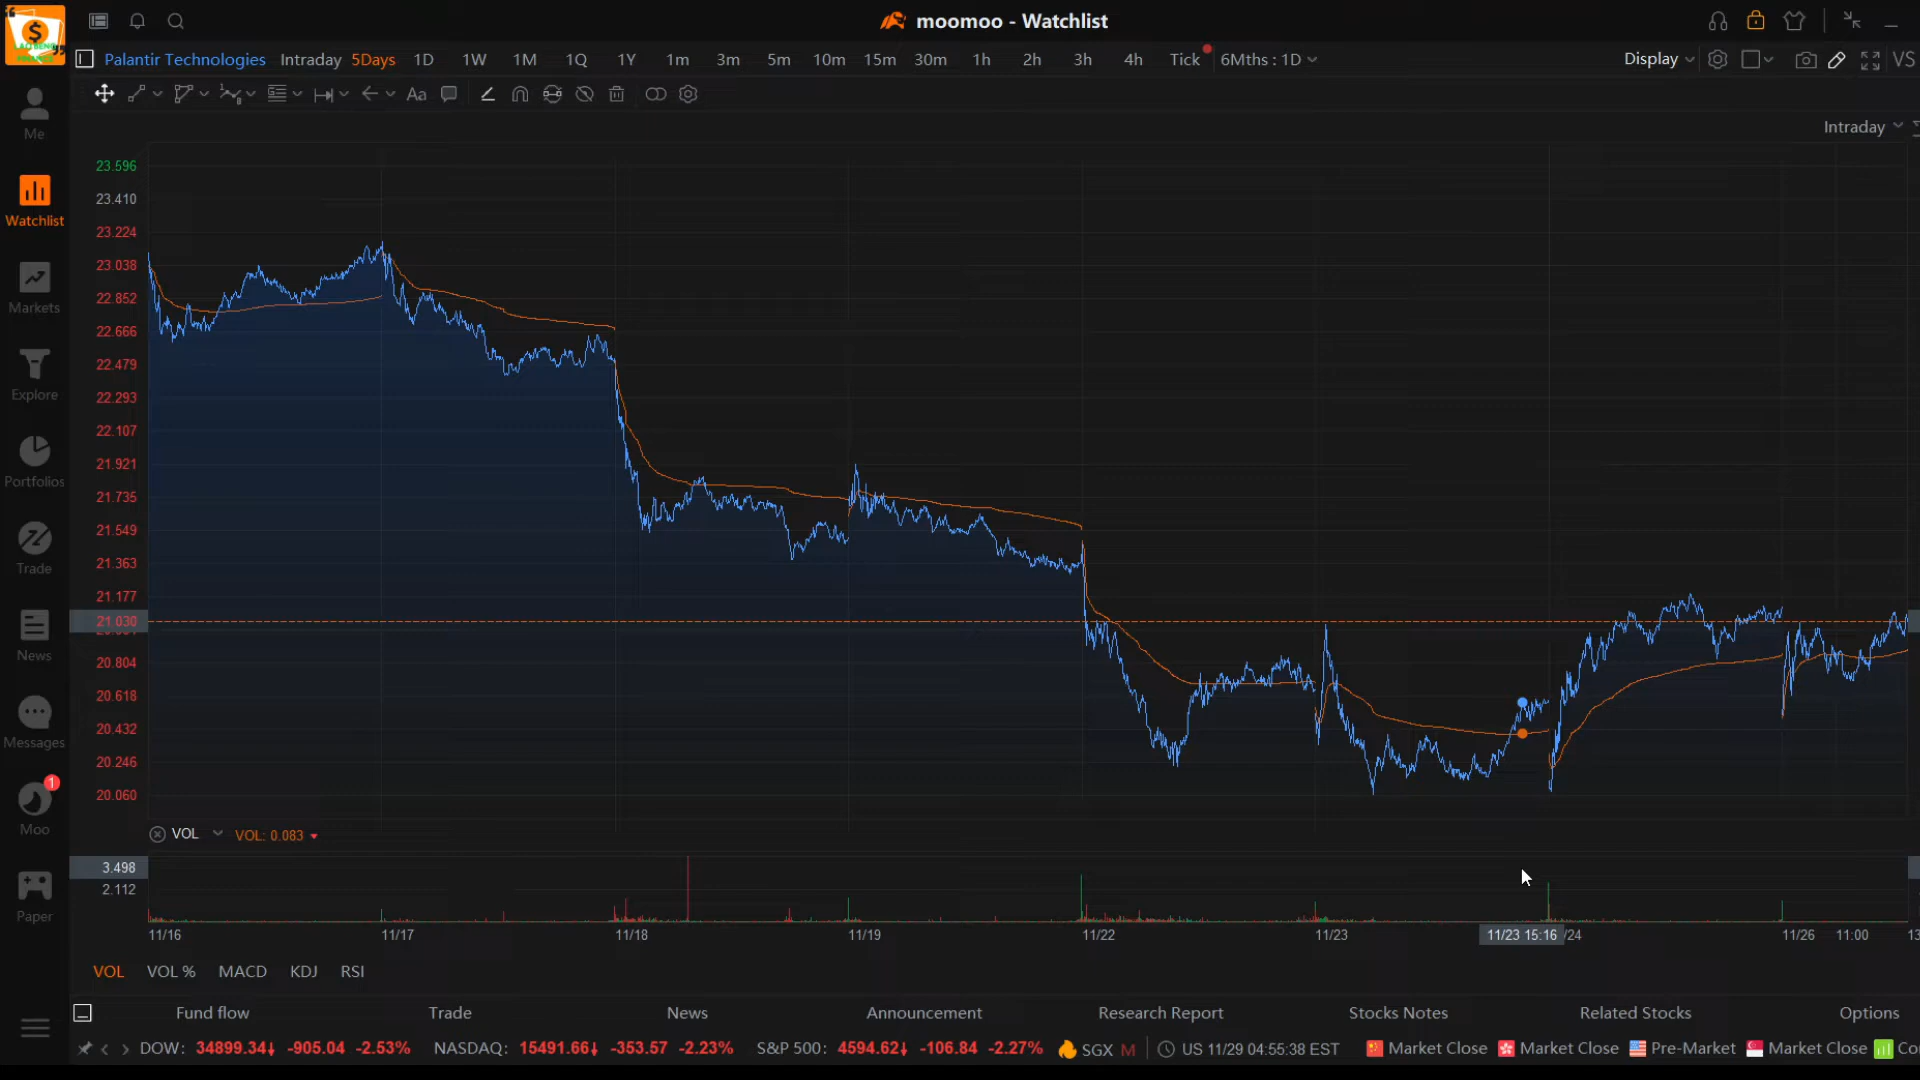 moomoo - Watchlist
Palantir Technologies Intraday 5Days 1D 1W 1M 1Q 1Y 1m 3m 5m 10m 15m 30m 1h 2h 3h 4h Tick 6Mths : 1D Display VS
Aa
Me
Intraday
23.596
23.410
Watchlist
23.224
23.038
22.852
Markets
22.666
22.479
Explore
22.293
22.107
21.921
Portfolios
21.735
21.549
21.363
Trade
21.177
21.030
20.804
News
20.618
20.432
Messages
20.246
20.060
1
Moo
VOL VOL: 0.083
3.498
2.112
Paper
11/16 11/17 11/18 11/19 11/22 11/23 11/23 15:16 /24 11/26 11:00 13
VOL VOL % MACD KDJ RSI
Fund flow Trade News Announcement Research Report Stocks Notes Related Stocks Options
DOW: 34899.34↓ -905.04 -2.53% NASDAQ: 15491.66↓ -353.57 -2.23% S&P 500: 4594.62↓ -106.84 -2.27% SGX M US 11/29 04:55:38 EST Market Close Market Close Pre-Market Market Close Co